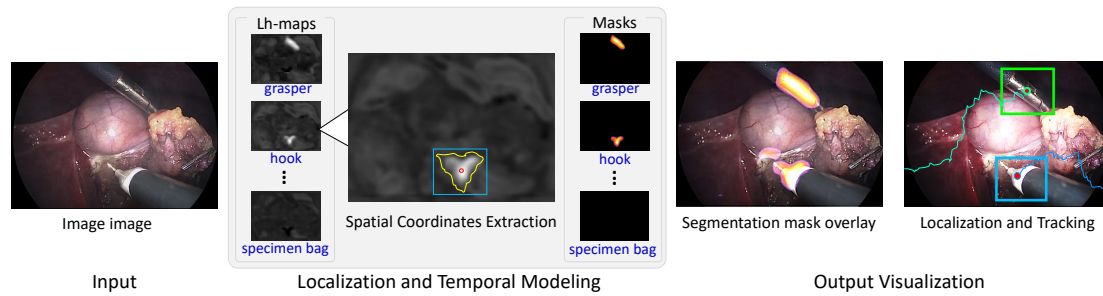 Lh-maps
grasper
hook
specimen bag
Spatial Coordinates Extraction
Masks
grasper
hook
specimen bag
Image image
Segmentation mask overlay
Localization and Tracking
Input
Localization and Temporal Modeling
Output Visualization